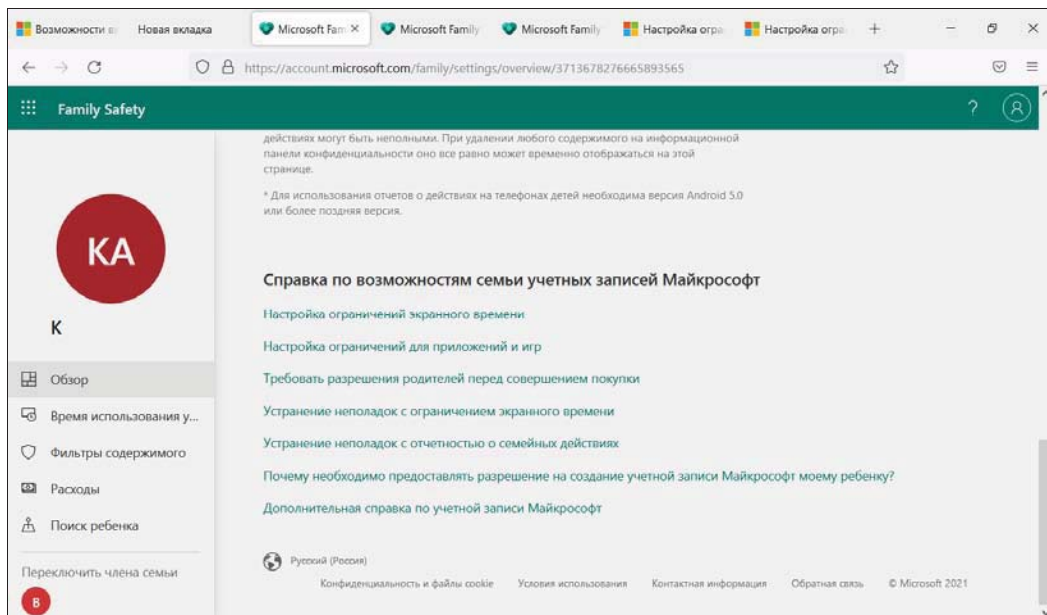 Возможности в
Новая вкладка
Microsoft Fam
Microsoft Family
Microsoft Family
Настройка огра
Настройка огра
https://account.microsoft.com/family/settings/overview/3713678276665893565
Family Safety
?
действиях могут быть неполными. При удалении любого содержимого на информационной
панели конфиденциальности оно все равно может временно отображаться на этой
странице.
* Для использования отчетов о действиях на телефонах детей необходима версия Android 5.0
или более поздняя версия.
KA
К
Обзор
Время использования у...
Фильтры содержимого
Расходы
Поиск ребенка
Переключить члена семьи
В
Справка по возможностям семьи учетных записей Майкрософт
Настройка ограничений экранного времени
Настройка ограничений для приложений и игр
Требовать разрешения родителей перед совершением покупки
Устранение неполадок с ограничением экранного времени
Устранение неполадок с отчетностью о семейных действиях
Почему необходимо предоставлять разрешение на создание учетной записи Майкрософт моему ребенку?
Дополнительная справка по учетной записи Майкрософт
Русский (Россия)
Конфиденциальность и файлы cookie Условия использования Контактная информация Обратная связь © Microsoft 2021